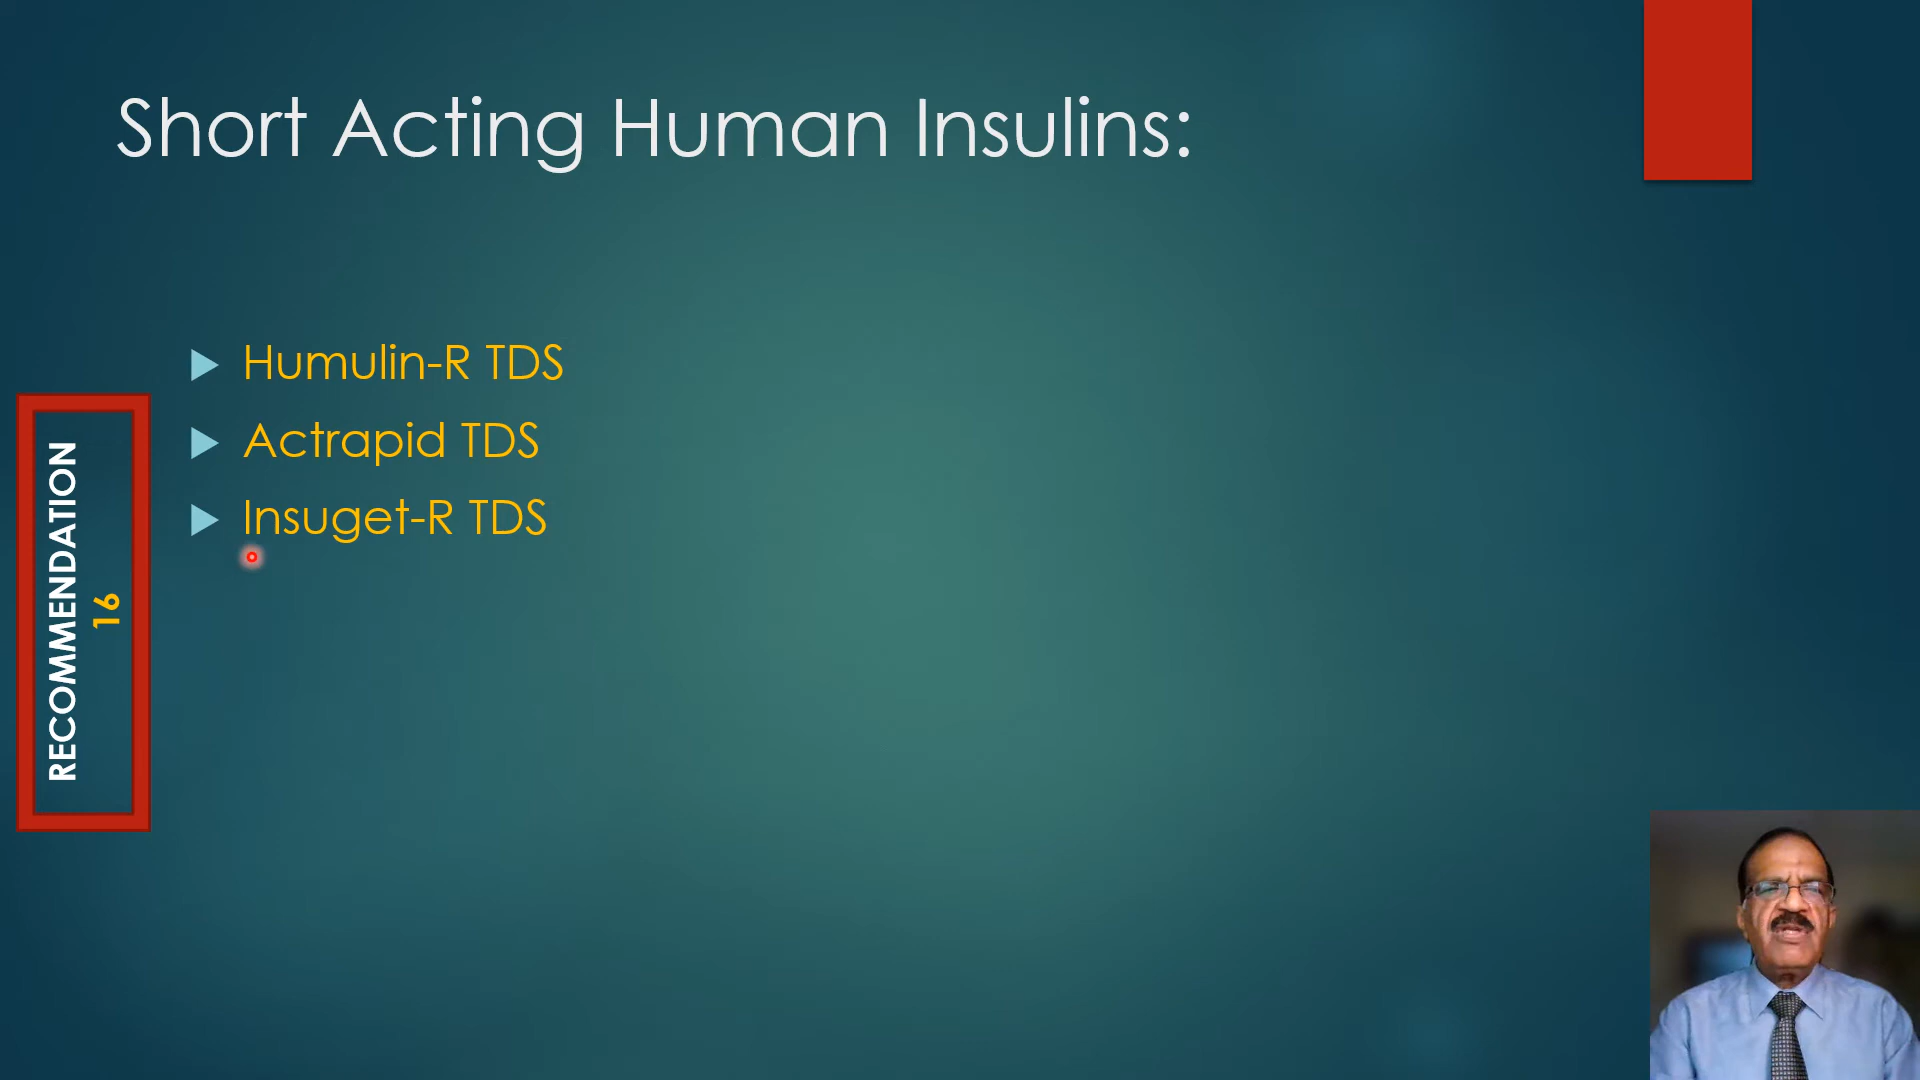 Short Acting Human Insulins:
Humulin-R TDS
Actrapid TDS
Insuget-R TDS
RECOMMENDATION
16